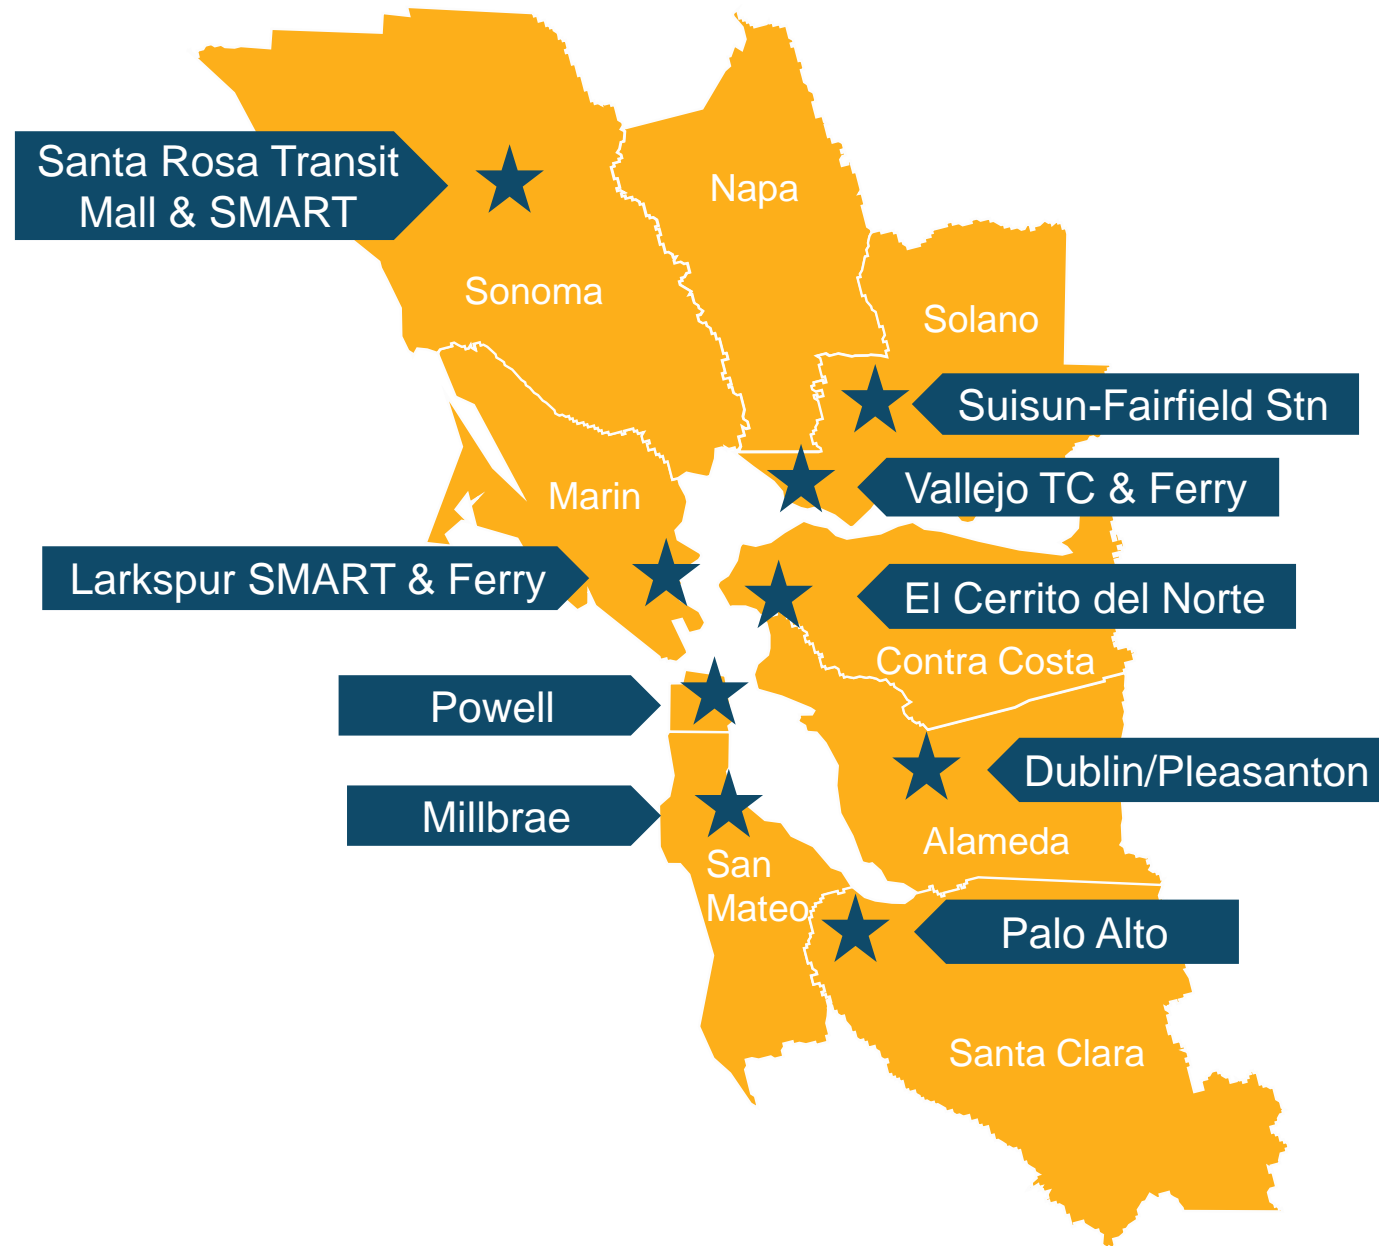 Santa Rosa Transit
Mall & SMART
Napa
Sonoma
Solano
Suisun-Fairfield Stn
Vallejo TC & Ferry
Marin
Larkspur SMART & Ferry
El Cerrito del Norte
Contra Costa
Powell
Dublin/Pleasanton
Millbrae
Alameda
San
Mateo
Palo Alto
Santa Clara